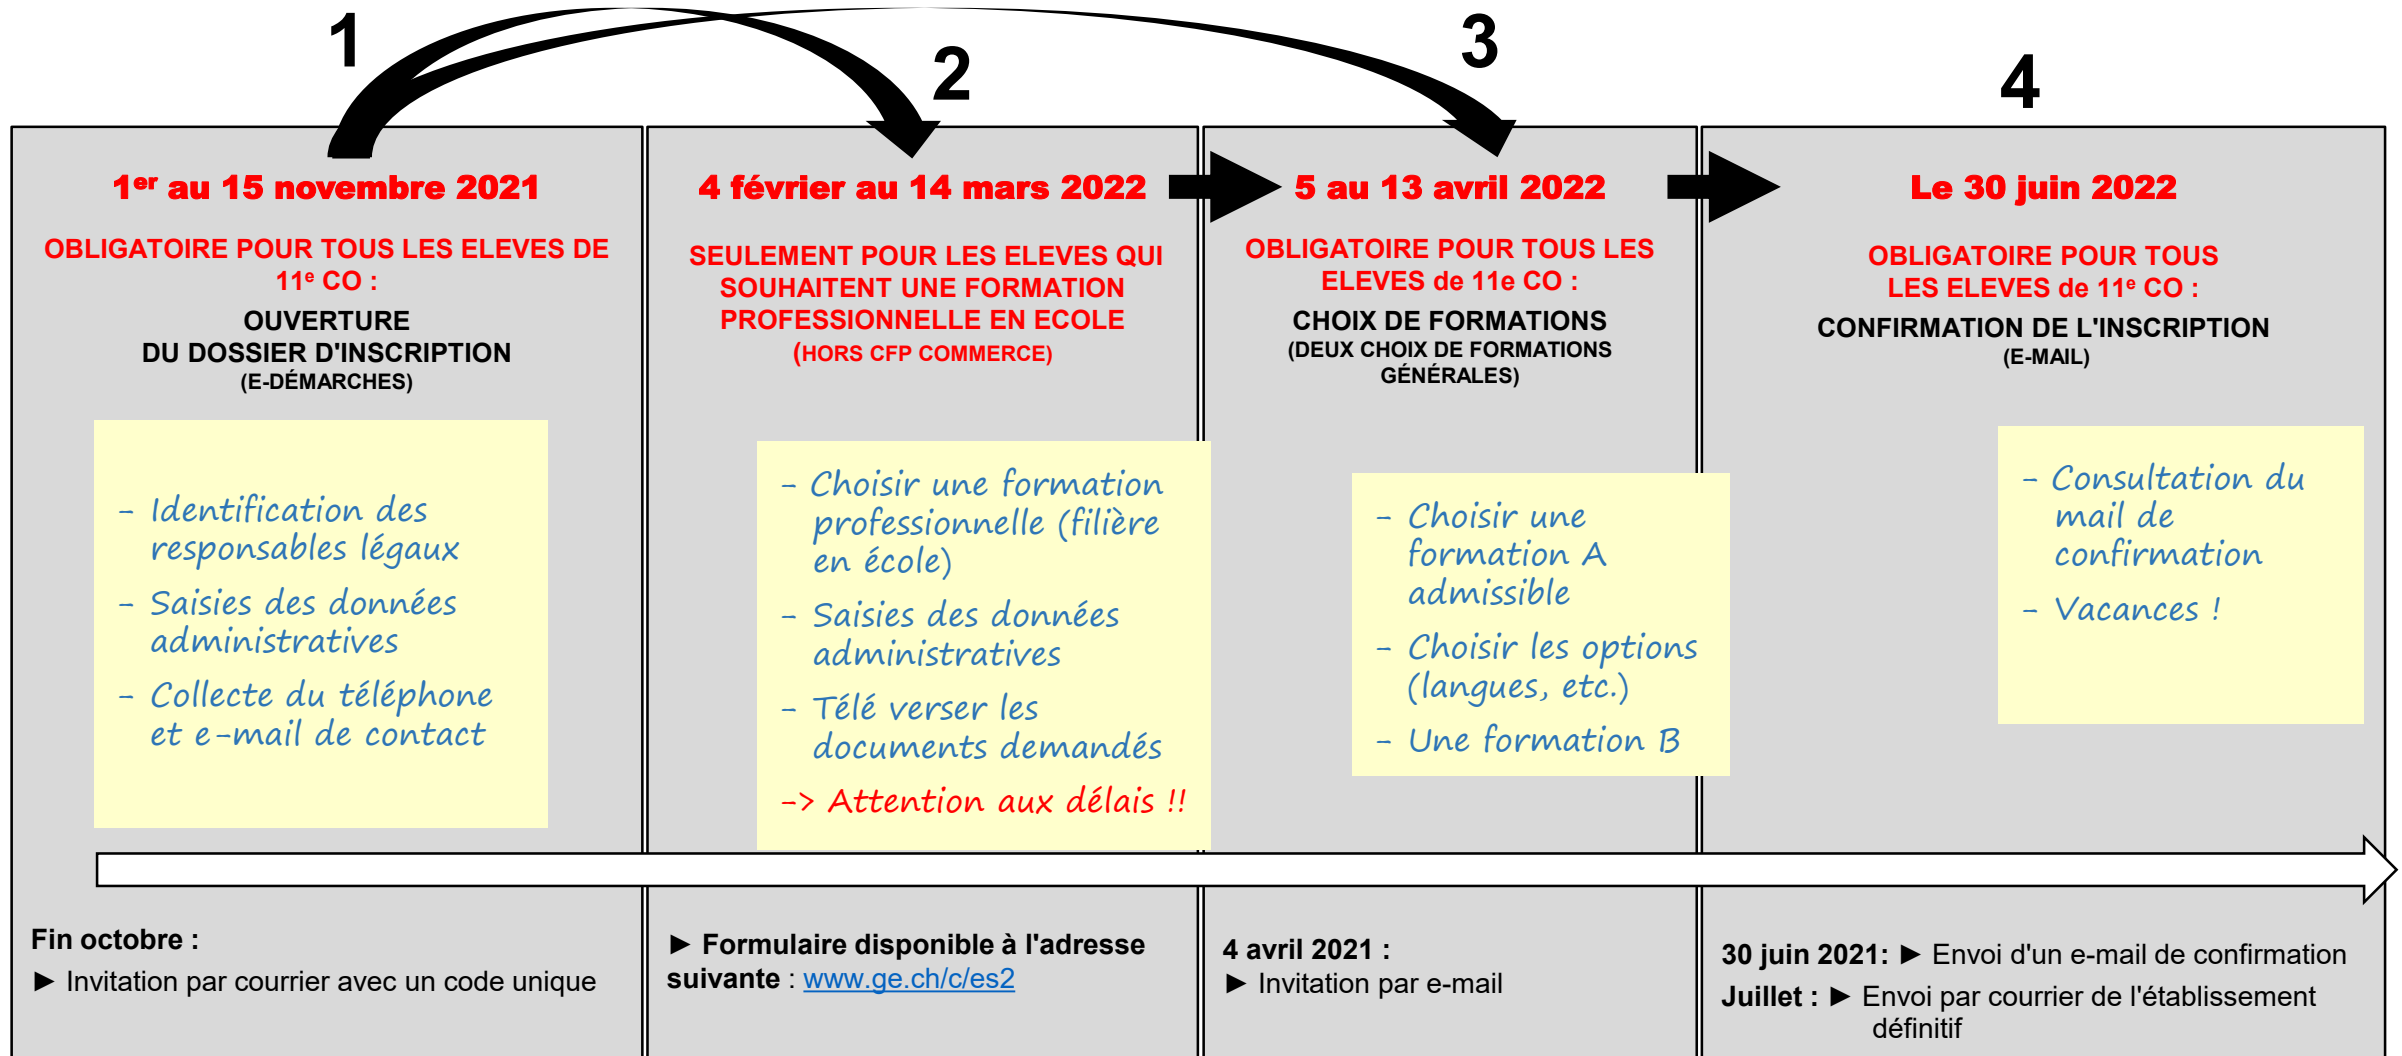 1
2
3
4
1er au 15 novembre 2021
OBLIGATOIRE POUR TOUS LES ELEVES DE
11e CO :
OUVERTURE
DU DOSSIER D'INSCRIPTION
(E-DÉMARCHES)
- Identification des
responsables légaux
- Saisies des données
administratives
- Collecte du téléphone
et e-mail de contact
Fin octobre :
► Invitation par courrier avec un code unique
4 février au 14 mars 2022
SEULEMENT POUR LES ELEVES QUI
SOUHAITENT UNE FORMATION
PROFESSIONNELLE EN ECOLE
(HORS CFP COMMERCE)
- Choisir une formation
professionnelle (filière
en école)
- Saisies des données
administratives
- Télé verser les
documents demandés
-> Attention aux délais !!
► Formulaire disponible à l'adresse
suivante : www.ge.ch/c/es2
5 au 13 avril 2022
OBLIGATOIRE POUR TOUS LES
ELEVES de 11e CO :
CHOIX DE FORMATIONS
(DEUX CHOIX DE FORMATIONS
GÉNÉRALES)
- Choisir une
formation A
admissible
- Choisir les options
(langues, etc.)
- Une formation B
4 avril 2021 :
► Invitation par e-mail
Le 30 juin 2022
OBLIGATOIRE POUR TOUS
LES ELEVES de 11e CO :
CONFIRMATION DE L'INSCRIPTION
(E-MAIL)
- Consultation du
mail de
confirmation
- Vacances !
30 juin 2021: ► Envoi d'un e-mail de confirmation
Juillet : ► Envoi par courrier de l'établissement
définitif